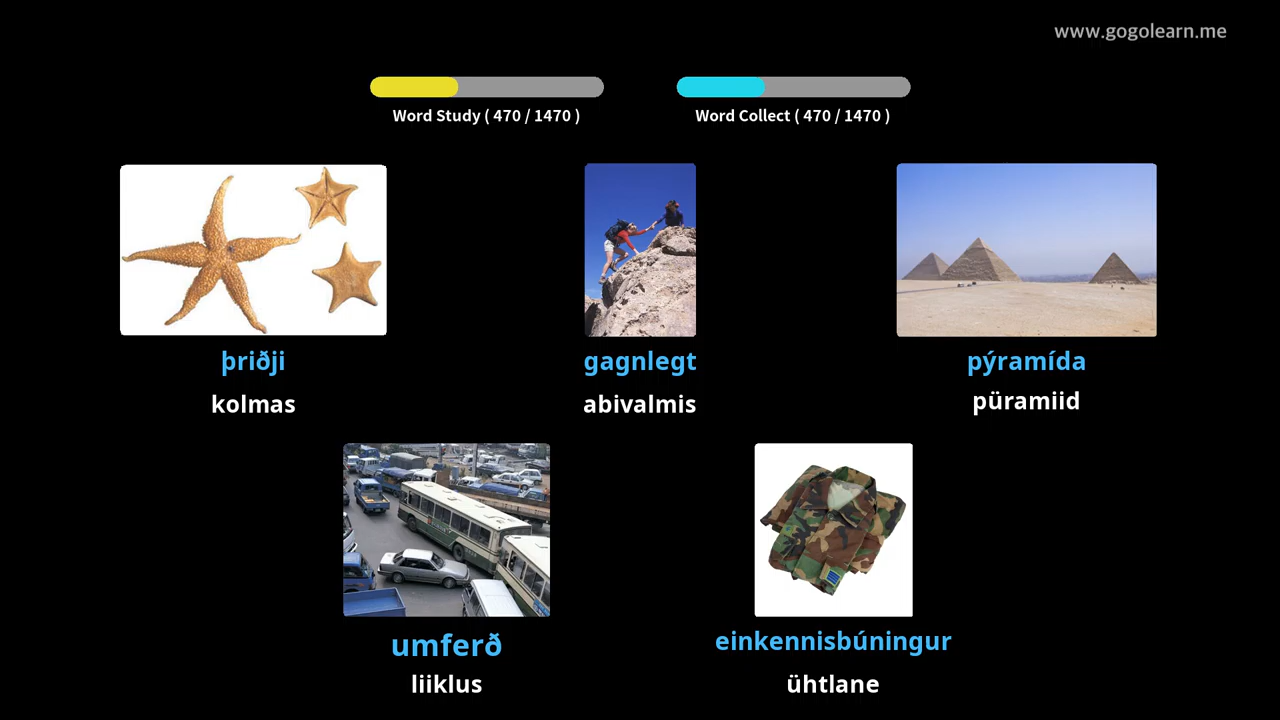 www.gogolearn.me
Word Study ( 470 / 1470 )
Word Collect ( 470 / 1470 )
þriðji
gagnlegt
pýramída
kolmas
abivalmis
püramiid
umferð
einkennisbúningur
liiklus
ühtlane